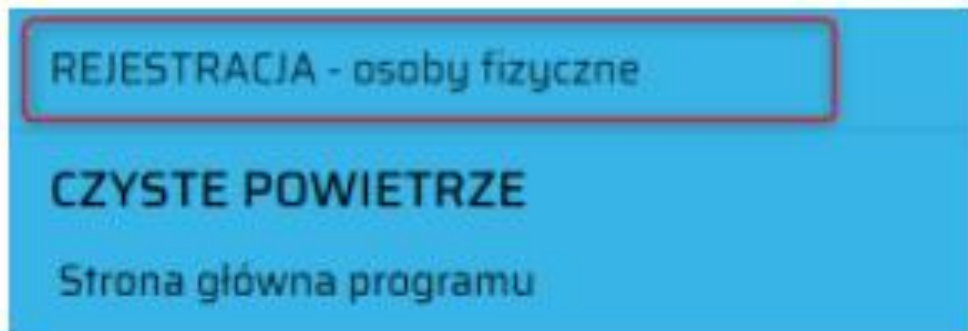 REJESTRACJA - osoby fizyczne
CZYSTE POWIETRZE
Strona główna programu